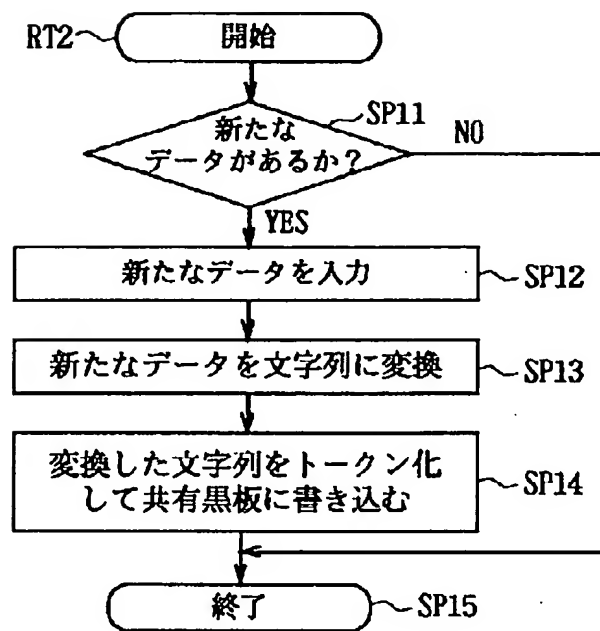 RT2
開始
SP11
新たな
データがあるか?
NO
YES
新たなデータを入力
SP12
新たなデータを文字列に変換
SP13
変換した文字列をトークン化
して共有黒板に書き込む
SP14
終了
SP15